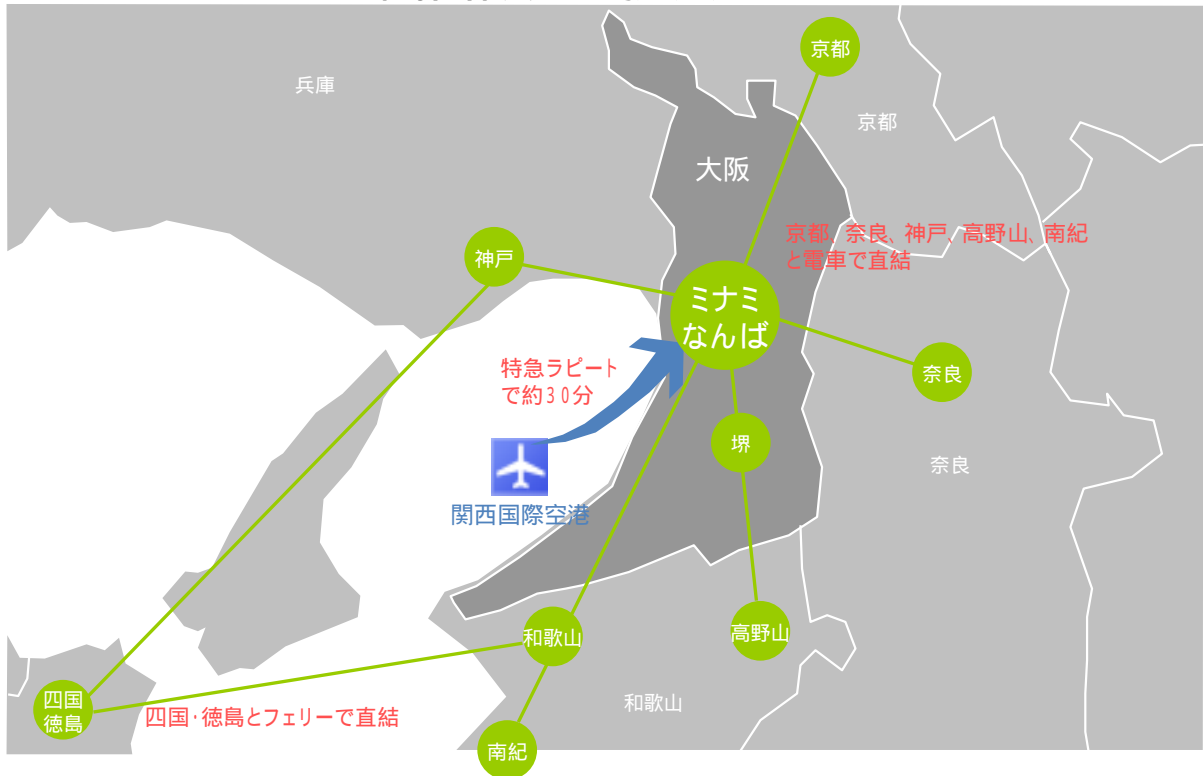 京都
兵庫
京都
大阪
京都、奈良、神戸、高野山、南紀
と電車で直結
神戸
ミナミ
なんば
特急ラピート
で約30分
奈良
堺
奈良
関西国際空港
和歌山
高野山
四国
徳島
四国・徳島とフェリーで直結
和歌山
南紀